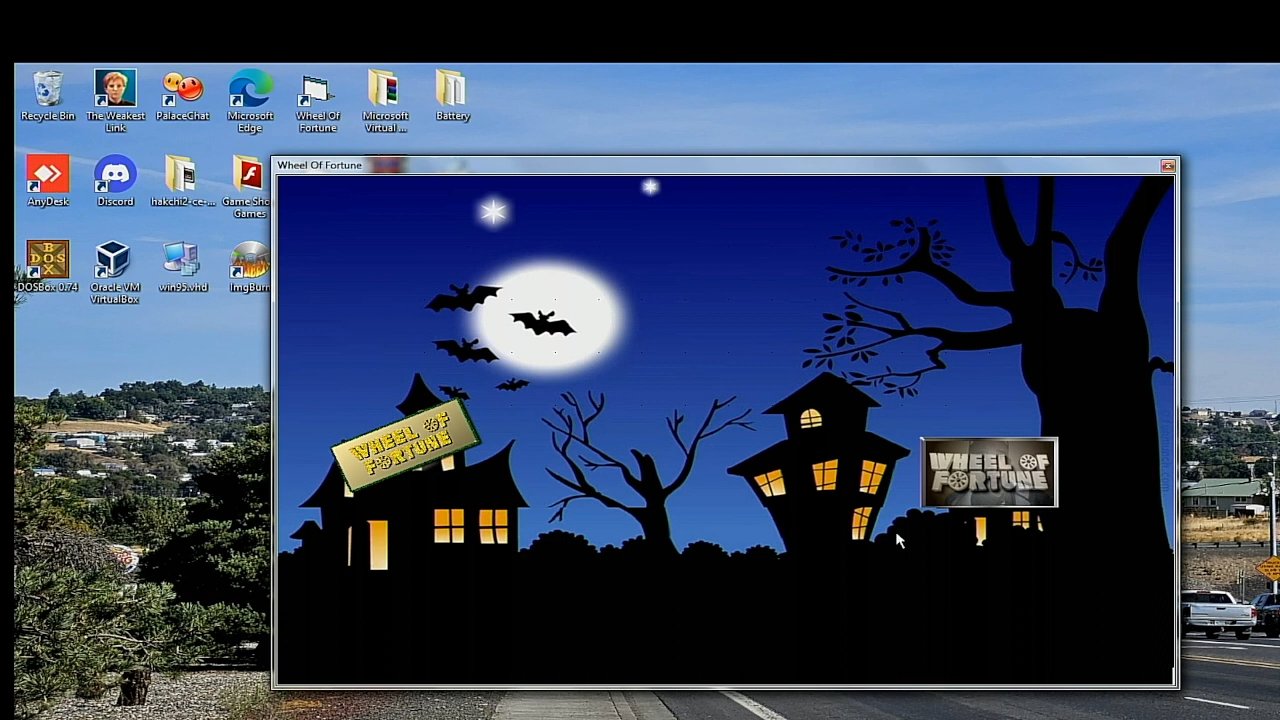 Recycle Bin
The Weakest
Link
PalaceChat
Microsoft
Edge
Wheel Of
Fortune
Microsoft
Virtual ...
Battery
AnyDesk
Discord
hakchi2-ce-...
Game Sho
Games
DOSBox 0.74
Oracle VM
VirtualBox
win95.vhd
ImgBurn
Wheel Of Fortune
WHEEL OF
FORTUNE
WHEEL OF
FORTUNE